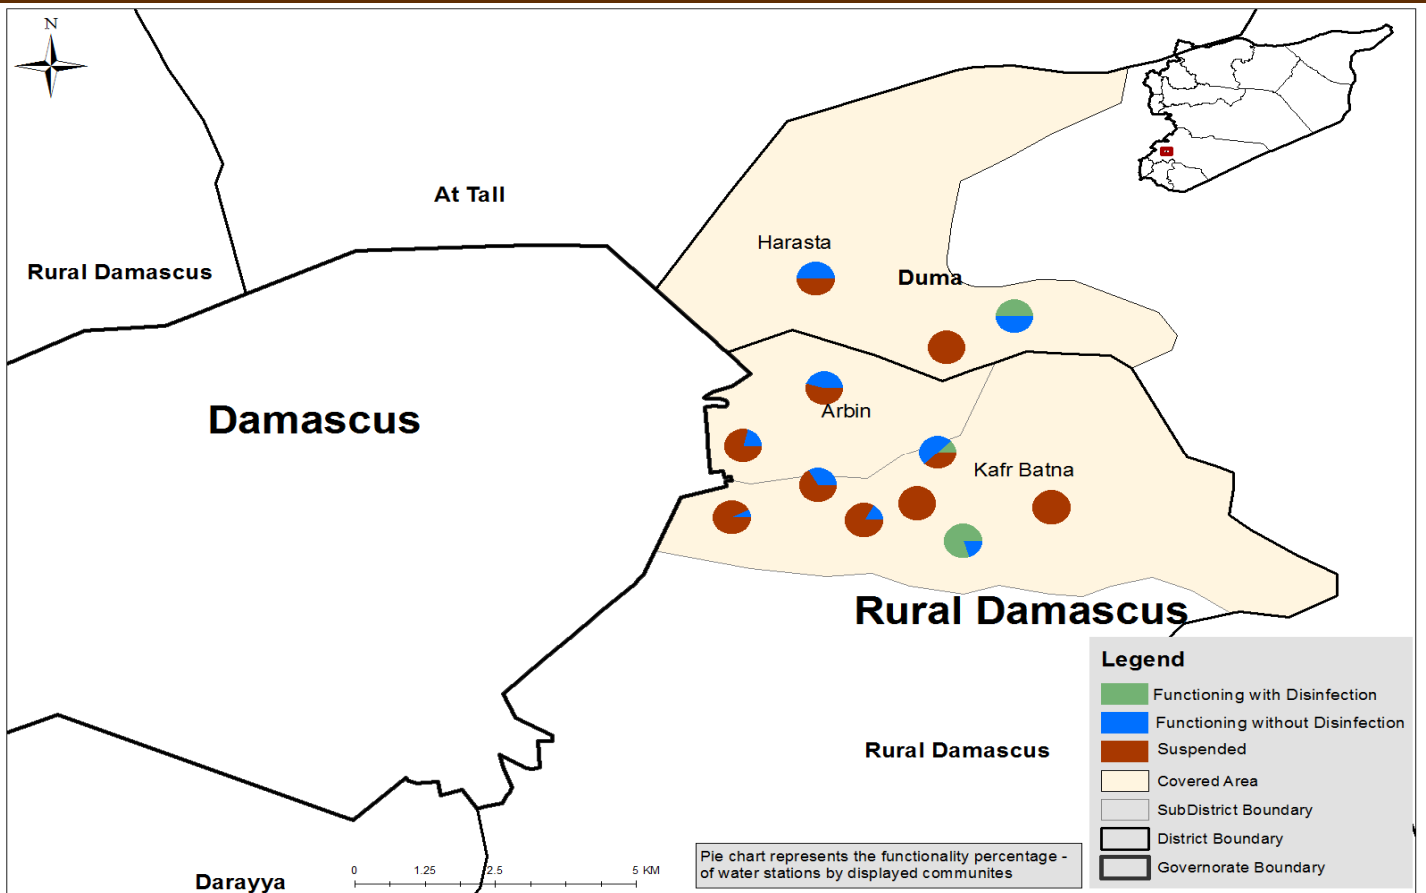 N
At Tall
Harasta
Rural Damascus
Duma
Damascus
Arbin
Kafr Batna
Rural Damascus
Legend
Functioning with Disinfection
Functioning without Disinfection
Suspended
Covered Area
SubDistrict Boundary
District Boundary
Governorate Boundary
Rural Damascus
Pie chart represents the functionality percentage -
of water stations by displayed communites
0 1.25 2.5 5 KM
Darayya